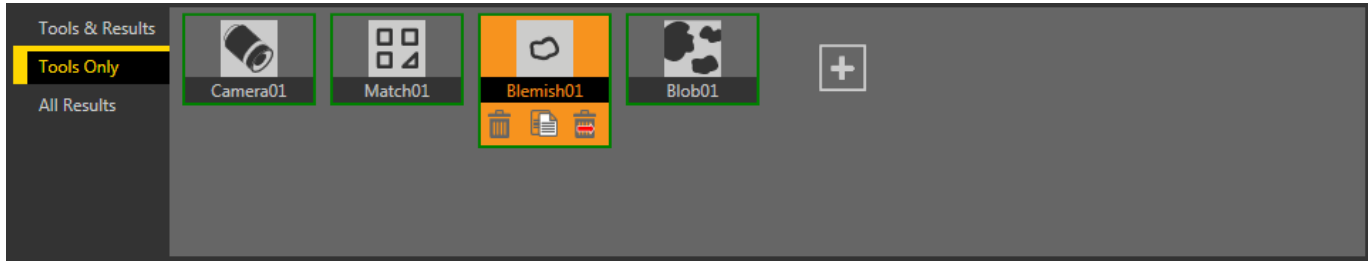 Tools & Results
Tools Only
All Results
Camera01
Match01
Blemish01
Blob01